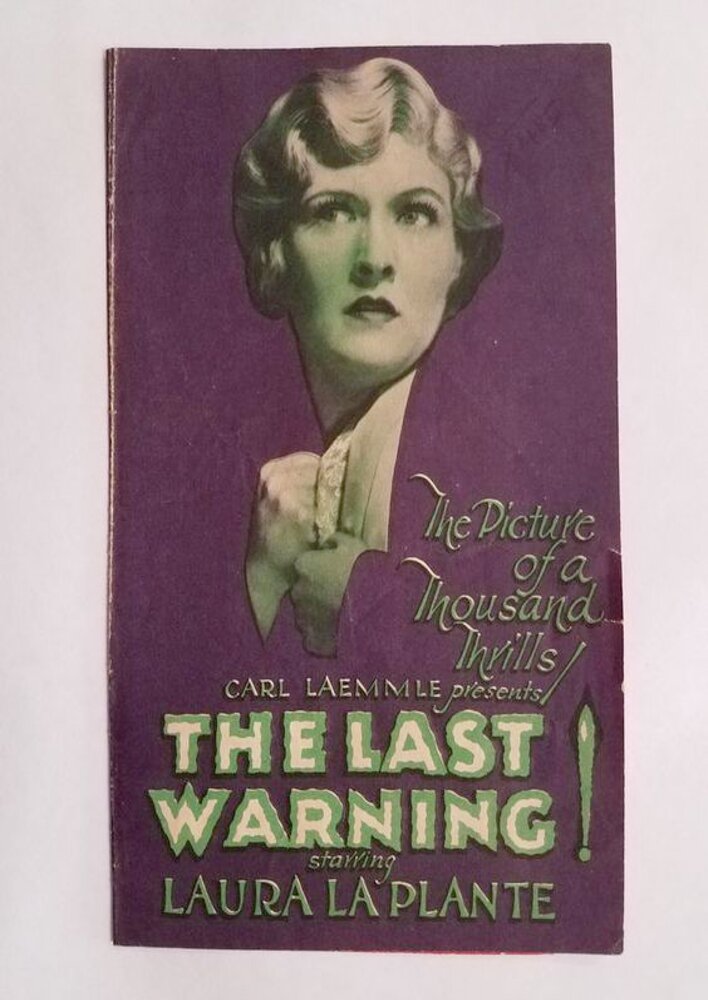 The Picture
of a
Thousand
Thrills!
CARL LAEMMLE presents
THE LAST
WARNING!
starring
LAURA LA PLANTE